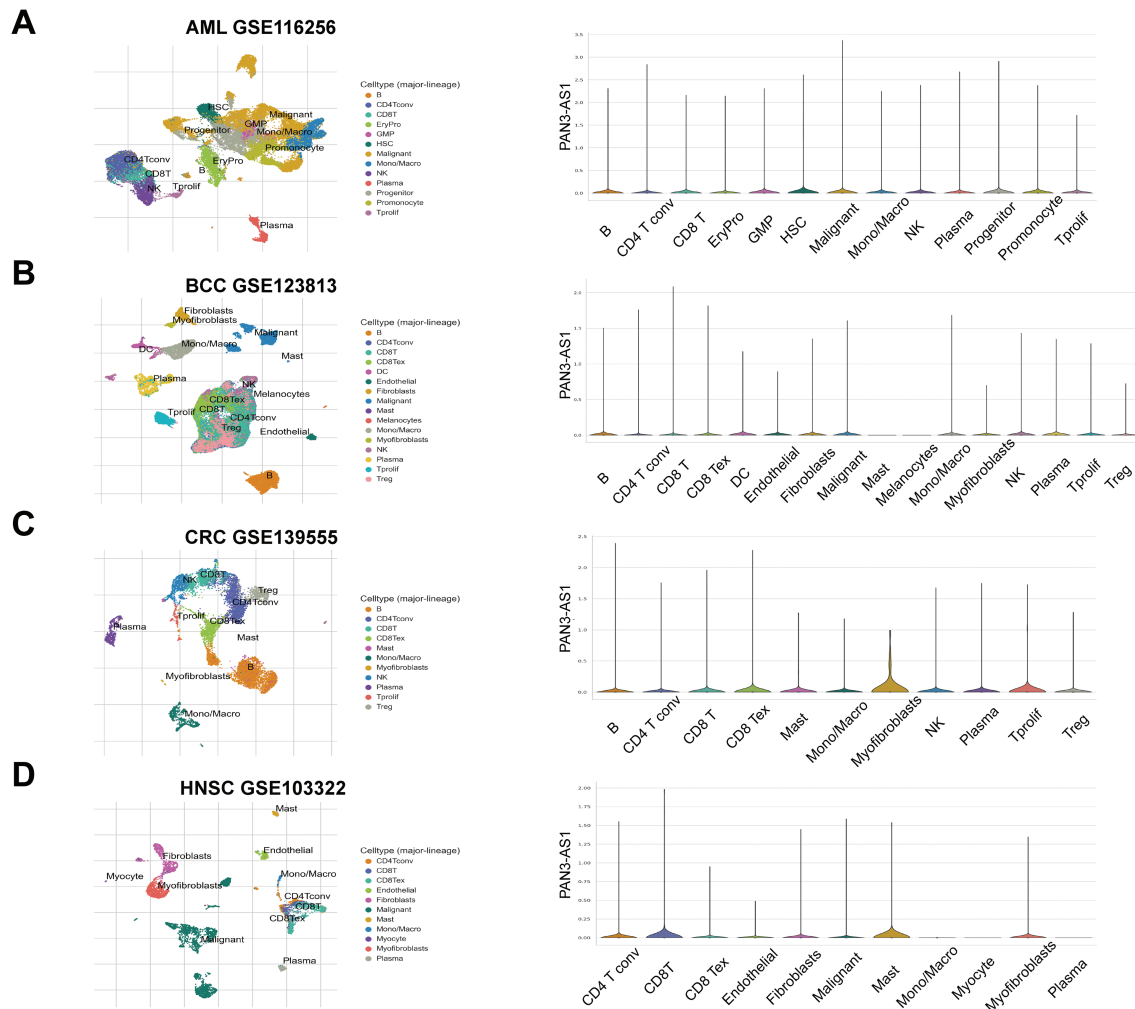 A
AML GSE116256
HSC
Malignant
GMP
Progenitor
Mono/Macro
Promonocyte
CD4Tconv
EryPro
CD8T
B
NK
Tprolif
Plasma
Celltype (major-lineage)
B
CD4Tconv
CD8T
EryPro
GMP
HSC
Malignant
Mono/Macro
NK
Plasma
Progenitor
Promonocyte
Tprolif
PAN3-AS1
3.5
3.0
2.5
2.0
1.5
1.0
0.5
0.0
B
CD4 T conv
CD8 T
EryPro
GMP
HSC
Malignant
Mono/Macro
NK
Plasma
Progenitor
Promonocyte
Tprolif
B
BCC GSE123813
Fibroblasts
Myofibroblasts
Malignant
Mono/Macro
DC
Mast
Plasma
NK
Melanocytes
CD8Tex
CD8T
Tprolif
CD4Tconv
Treg
Endothelial
B
Celltype (major-lineage)
B
CD4Tconv
CD8T
CD8Tex
DC
Endothelial
Fibroblasts
Malignant
Mast
Melanocytes
Mono/Macro
Myofibroblasts
NK
Plasma
Tprolif
Treg
PAN3-AS1
2.0
1.5
1.0
0.5
0.0
B
CD4 T conv
CD8 T
CD8 Tex
DC
Endothelial
Fibroblasts
Malignant
Mast
Melanocytes
Mono/Macro
Myofibroblasts
NK
Plasma
Tprolif
Treg
C
CRC GSE139555
CD8T
NK
Treg
CD4Tconv
Tprolif
CD8Tex
Plasma
Mast
B
Myofibroblasts
Mono/Macro
Celltype (major-lineage)
B
CD4Tconv
CD8T
CD8Tex
Mast
Mono/Macro
Myofibroblasts
NK
Plasma
Tprolif
Treg
PAN3-AS1
2.5
2.0
1.5
1.0
0.5
0.0
B
CD4 T conv
CD8 T
CD8 Tex
Mast
Mono/Macro
Myofibroblasts
NK
Plasma
Tprolif
Treg
D
HNSC GSE103322
Mast
Fibroblasts
Endothelial
Myocyte
Myofibroblasts
Mono/Macro
CD4Tconv
CD8T
CD8Tex
Malignant
Plasma
Celltype (major-lineage)
CD4Tconv
CD8T
CD8Tex
Endothelial
Fibroblasts
Malignant
Mast
Mono/Macro
Myocyte
Myofibroblasts
Plasma
PAN3-AS1
2.00
1.75
1.50
1.25
1.00
0.75
0.50
0.25
0.00
CD4 T conv
CD8T
CD8 Tex
Endothelial
Fibroblasts
Malignant
Mast
Mono/Macro
Myocyte
Myofibroblasts
Plasma